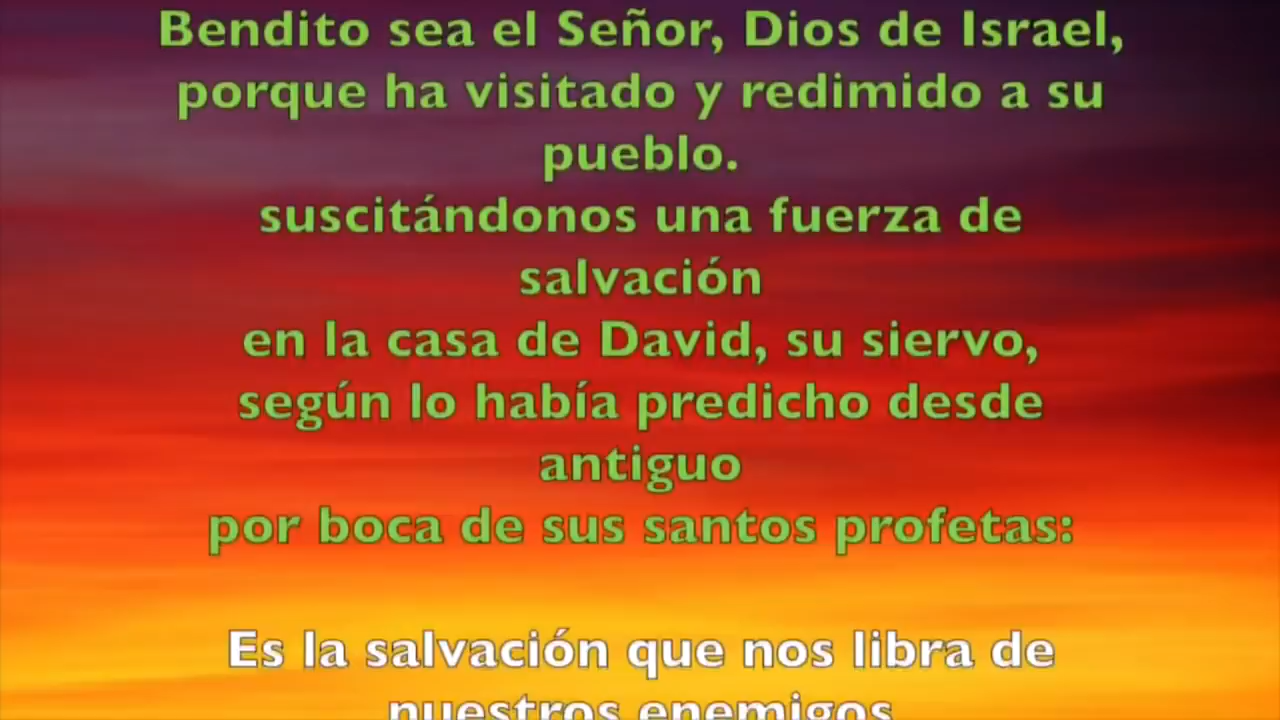 Bendito sea el Señor, Dios de Israel,
porque ha visitado y redimido a su
pueblo.
suscitándonos una fuerza de
salvación
en la casa de David, su siervo,
según lo había predicho desde
antiguo
por boca de sus santos profetas:
Es la salvación que nos libra de
nuestros enemigos